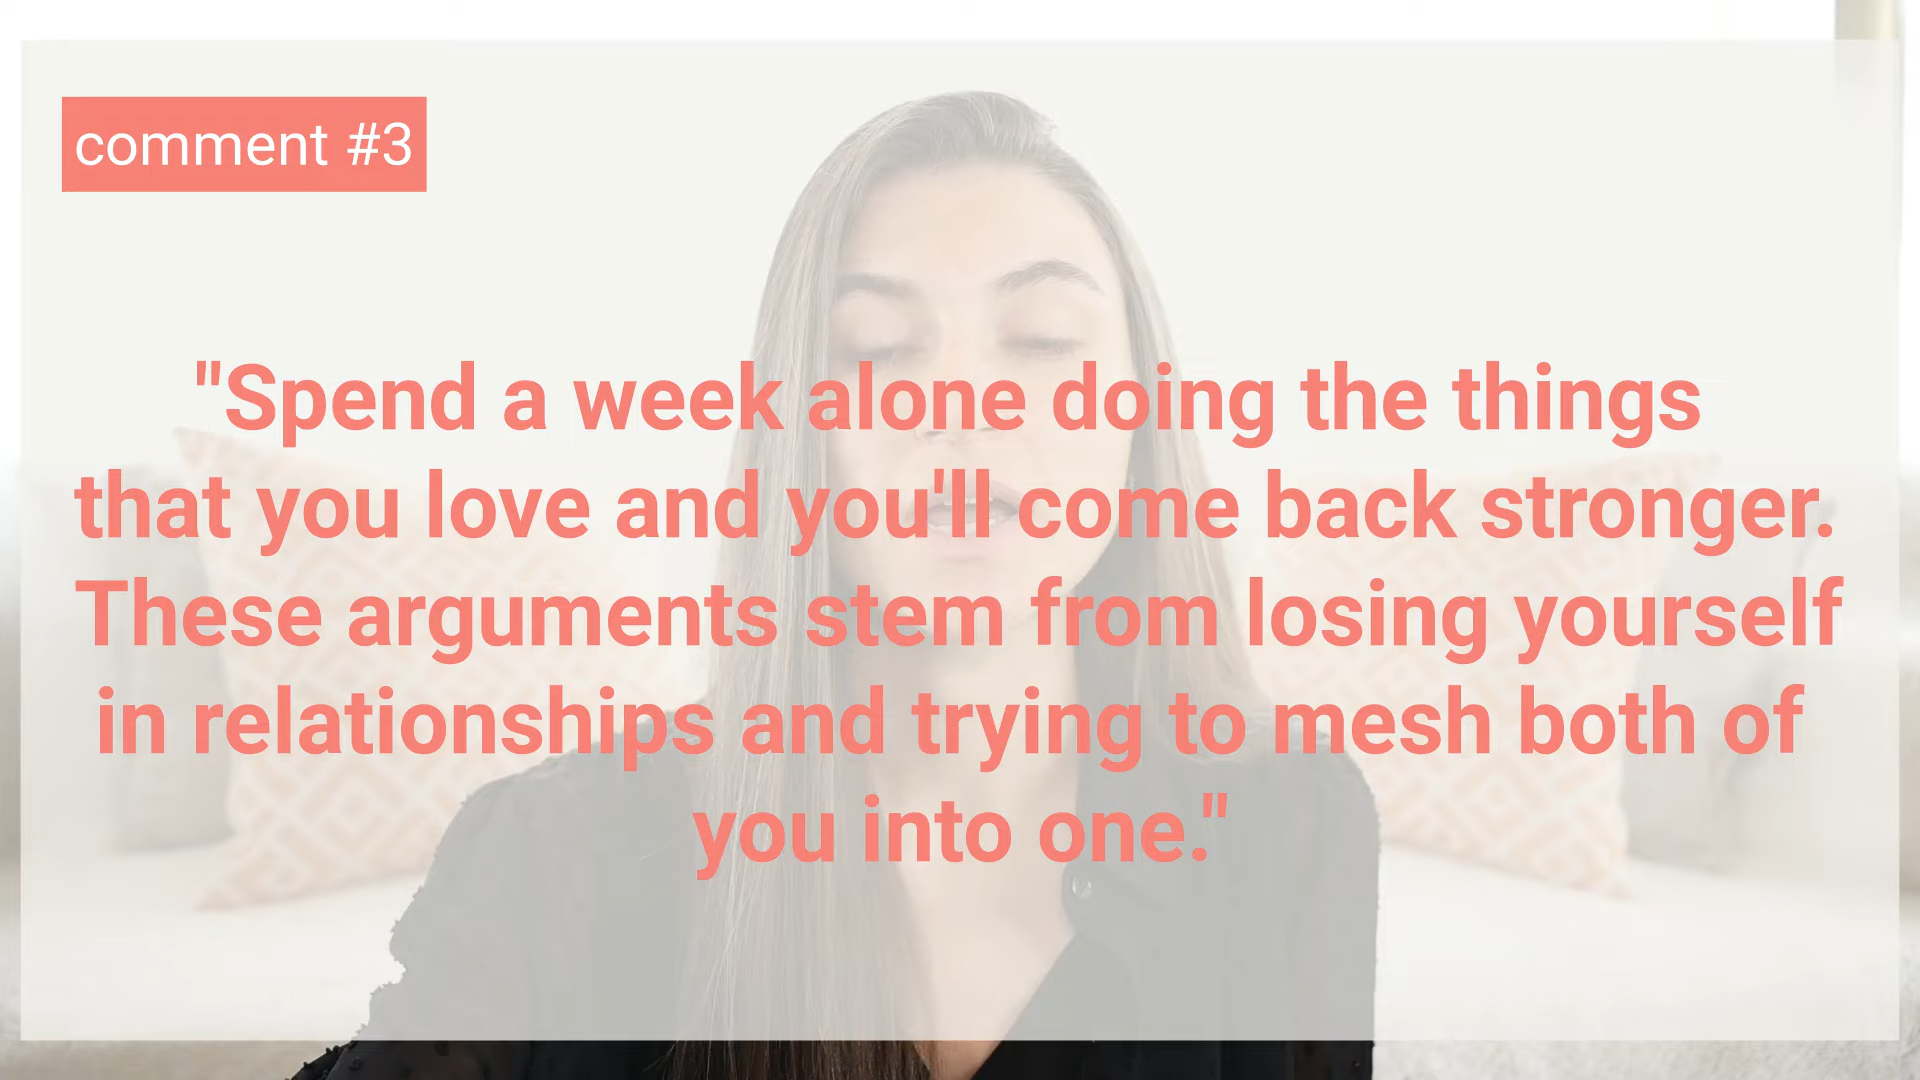 comment #3
"Spend a week alone doing the things
that you love and you'll come back stronger.
These arguments stem from losing yourself
in relationships and trying to mesh both of
you into one."